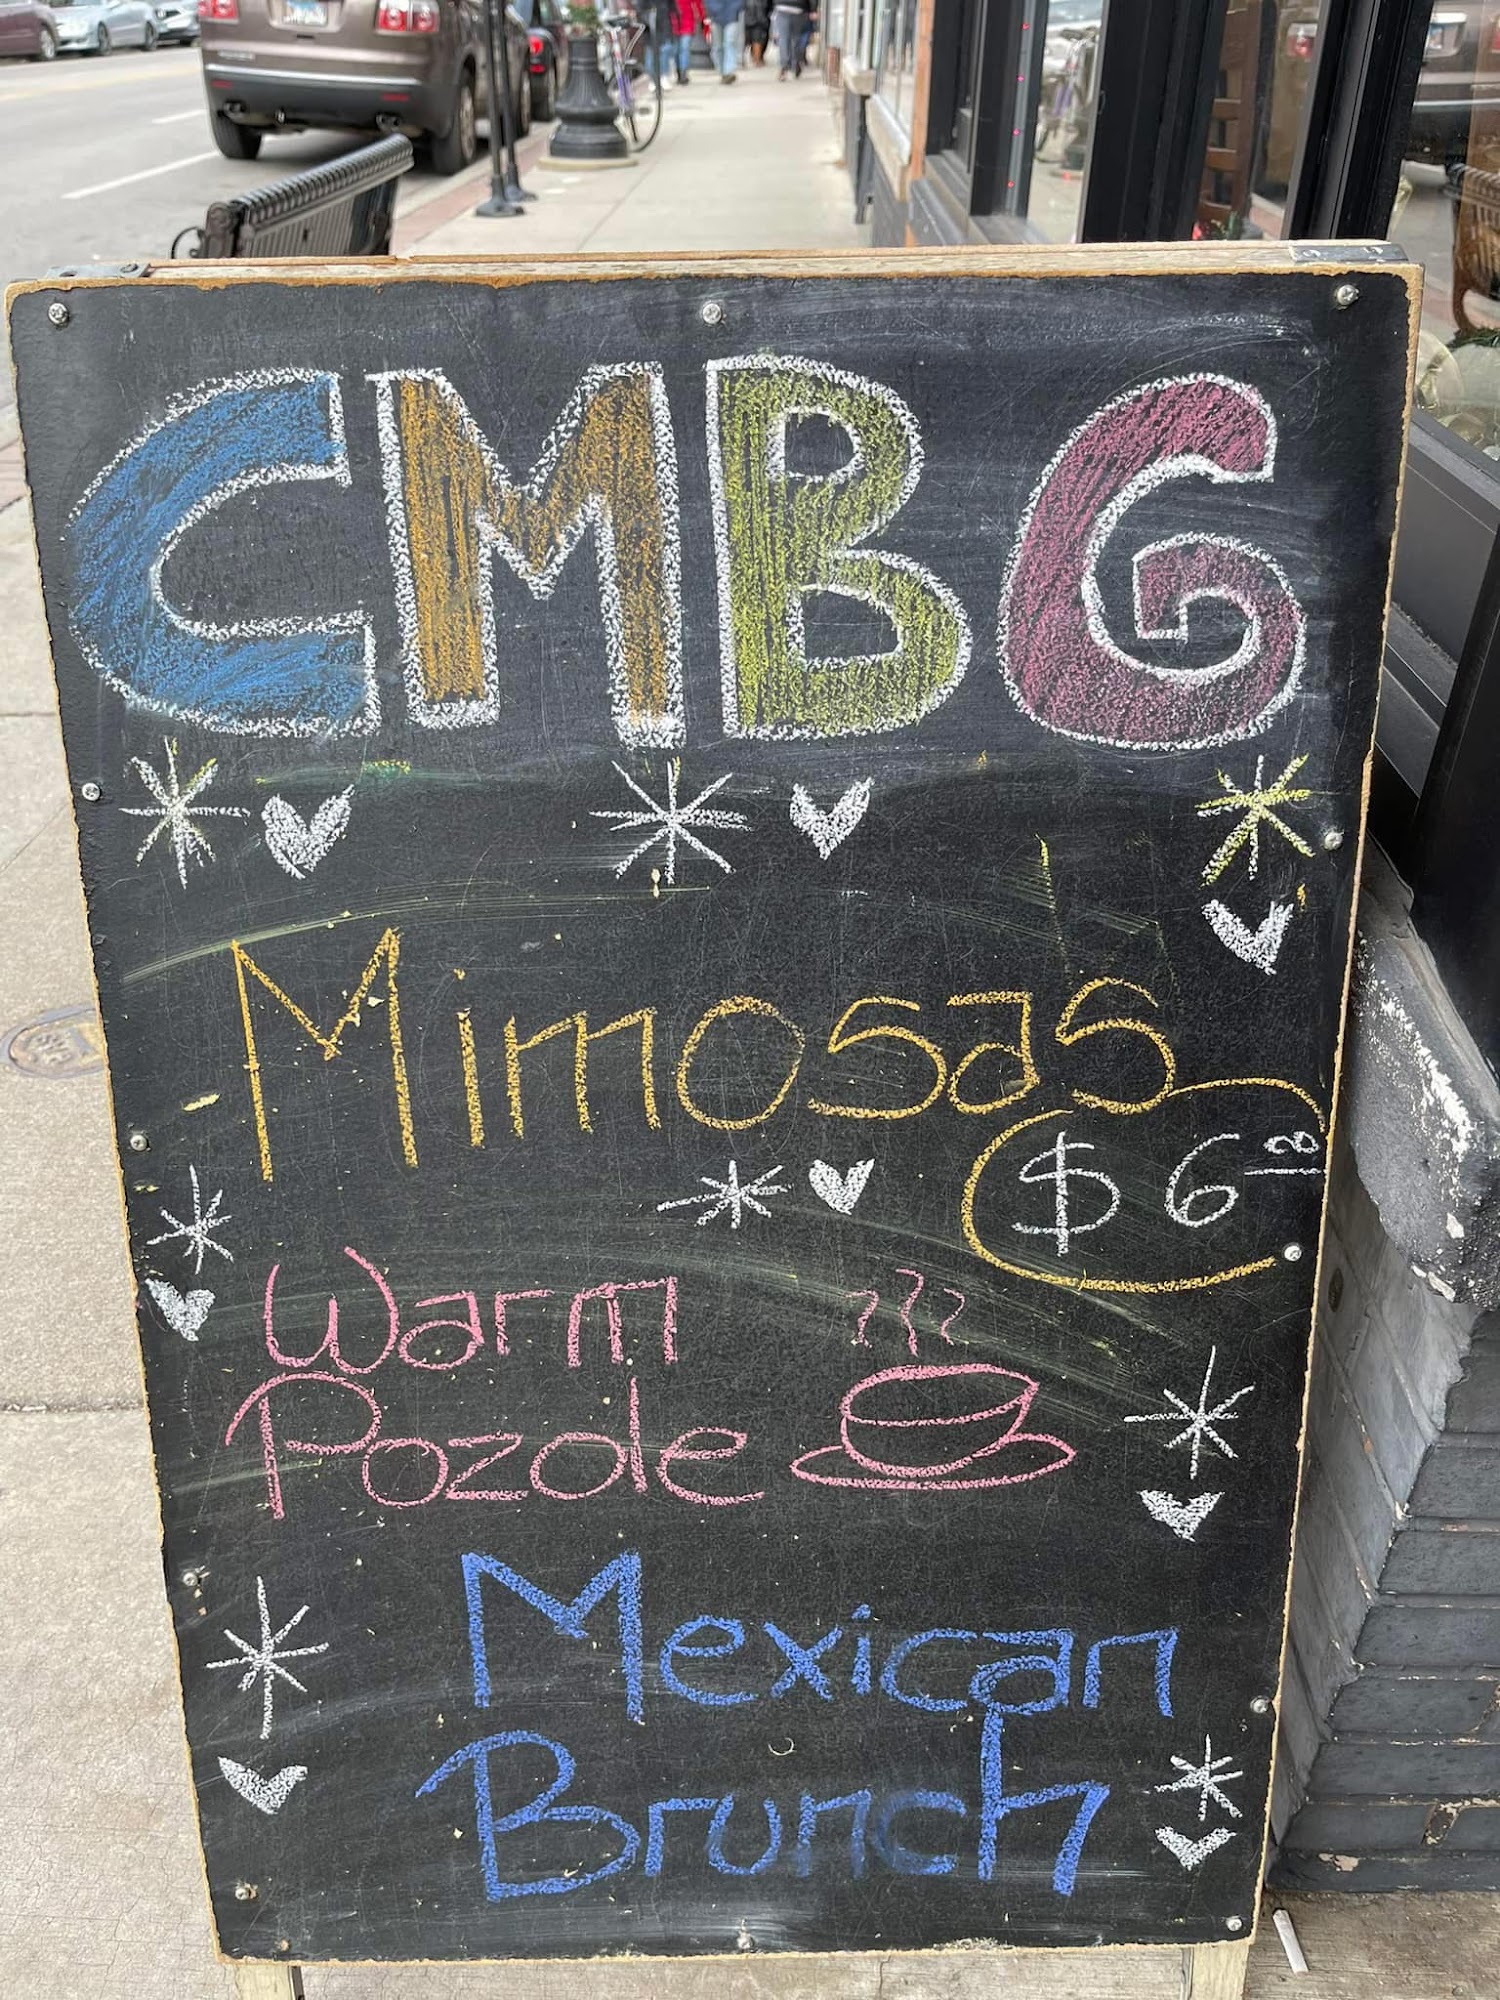 CMBG
Mimosas
$6
Warm
Pozole
Mexican
Brunch